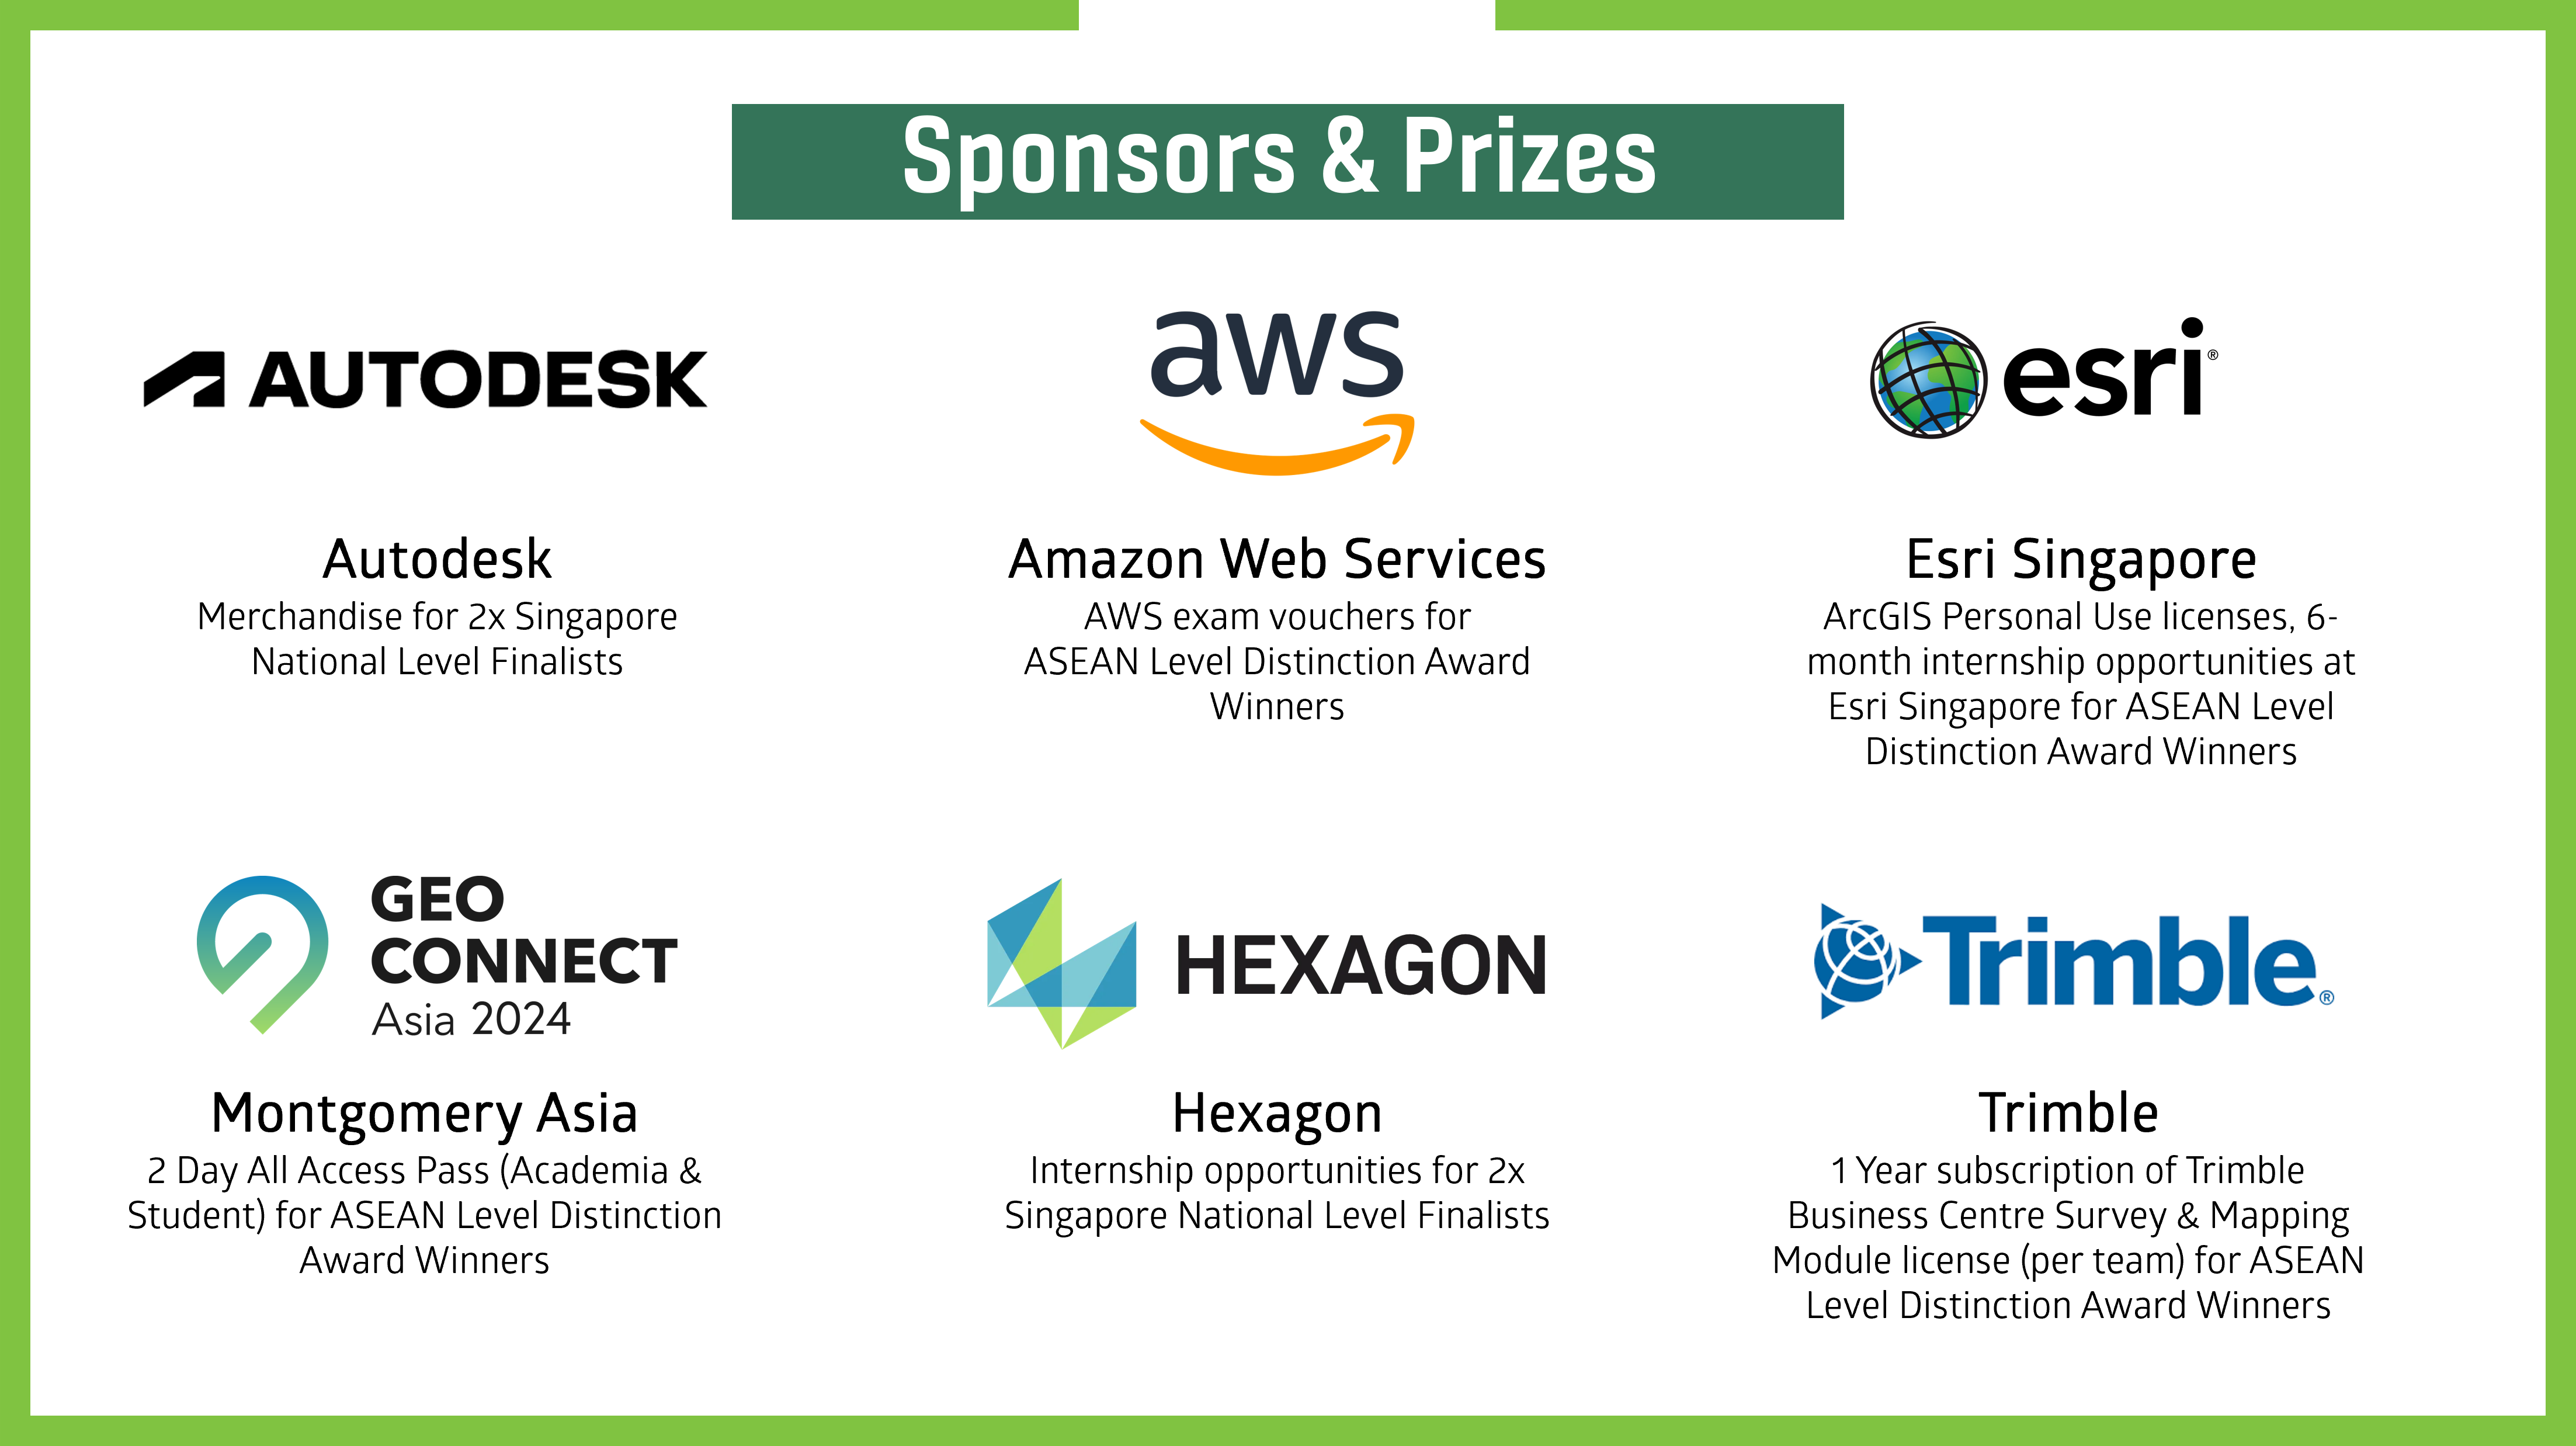 Sponsors & Prizes
AUTODESK
aws
esri®
Autodesk
Merchandise for 2x Singapore
National Level Finalists
Amazon Web Services
AWS exam vouchers for
ASEAN Level Distinction Award
Winners
Esri Singapore
ArcGIS Personal Use licenses, 6-
month internship opportunities at
Esri Singapore for ASEAN Level
Distinction Award Winners
GEO
CONNECT
Asia 2024
HEXAGON
Trimble®
Montgomery Asia
2 Day All Access Pass (Academia &
Student) for ASEAN Level Distinction
Award Winners
Hexagon
Internship opportunities for 2x
Singapore National Level Finalists
Trimble
1 Year subscription of Trimble
Business Centre Survey & Mapping
Module license (per team) for ASEAN
Level Distinction Award Winners